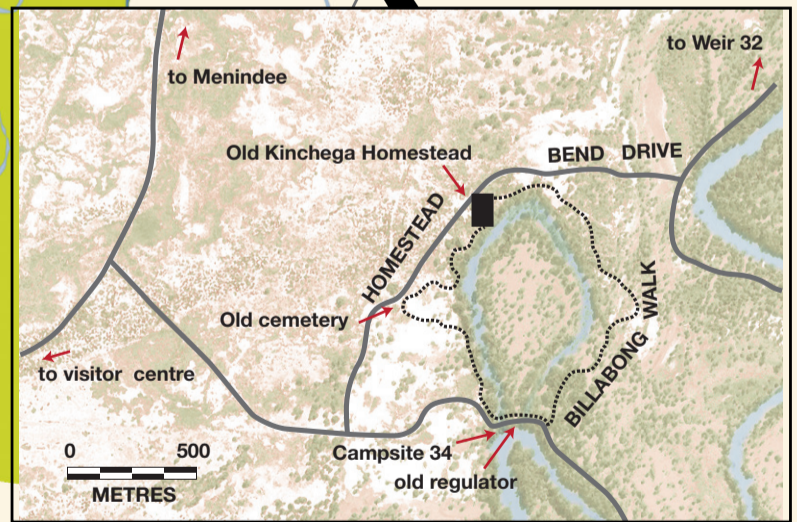 to Weir 32
to Menindee
Old Kinchega Homestead
BEND DRIVE
HOMESTEAD
WALK
Old cemetery
BILLABONG
to visitor centre
0 500
METRES
Campsite 34
old regulator